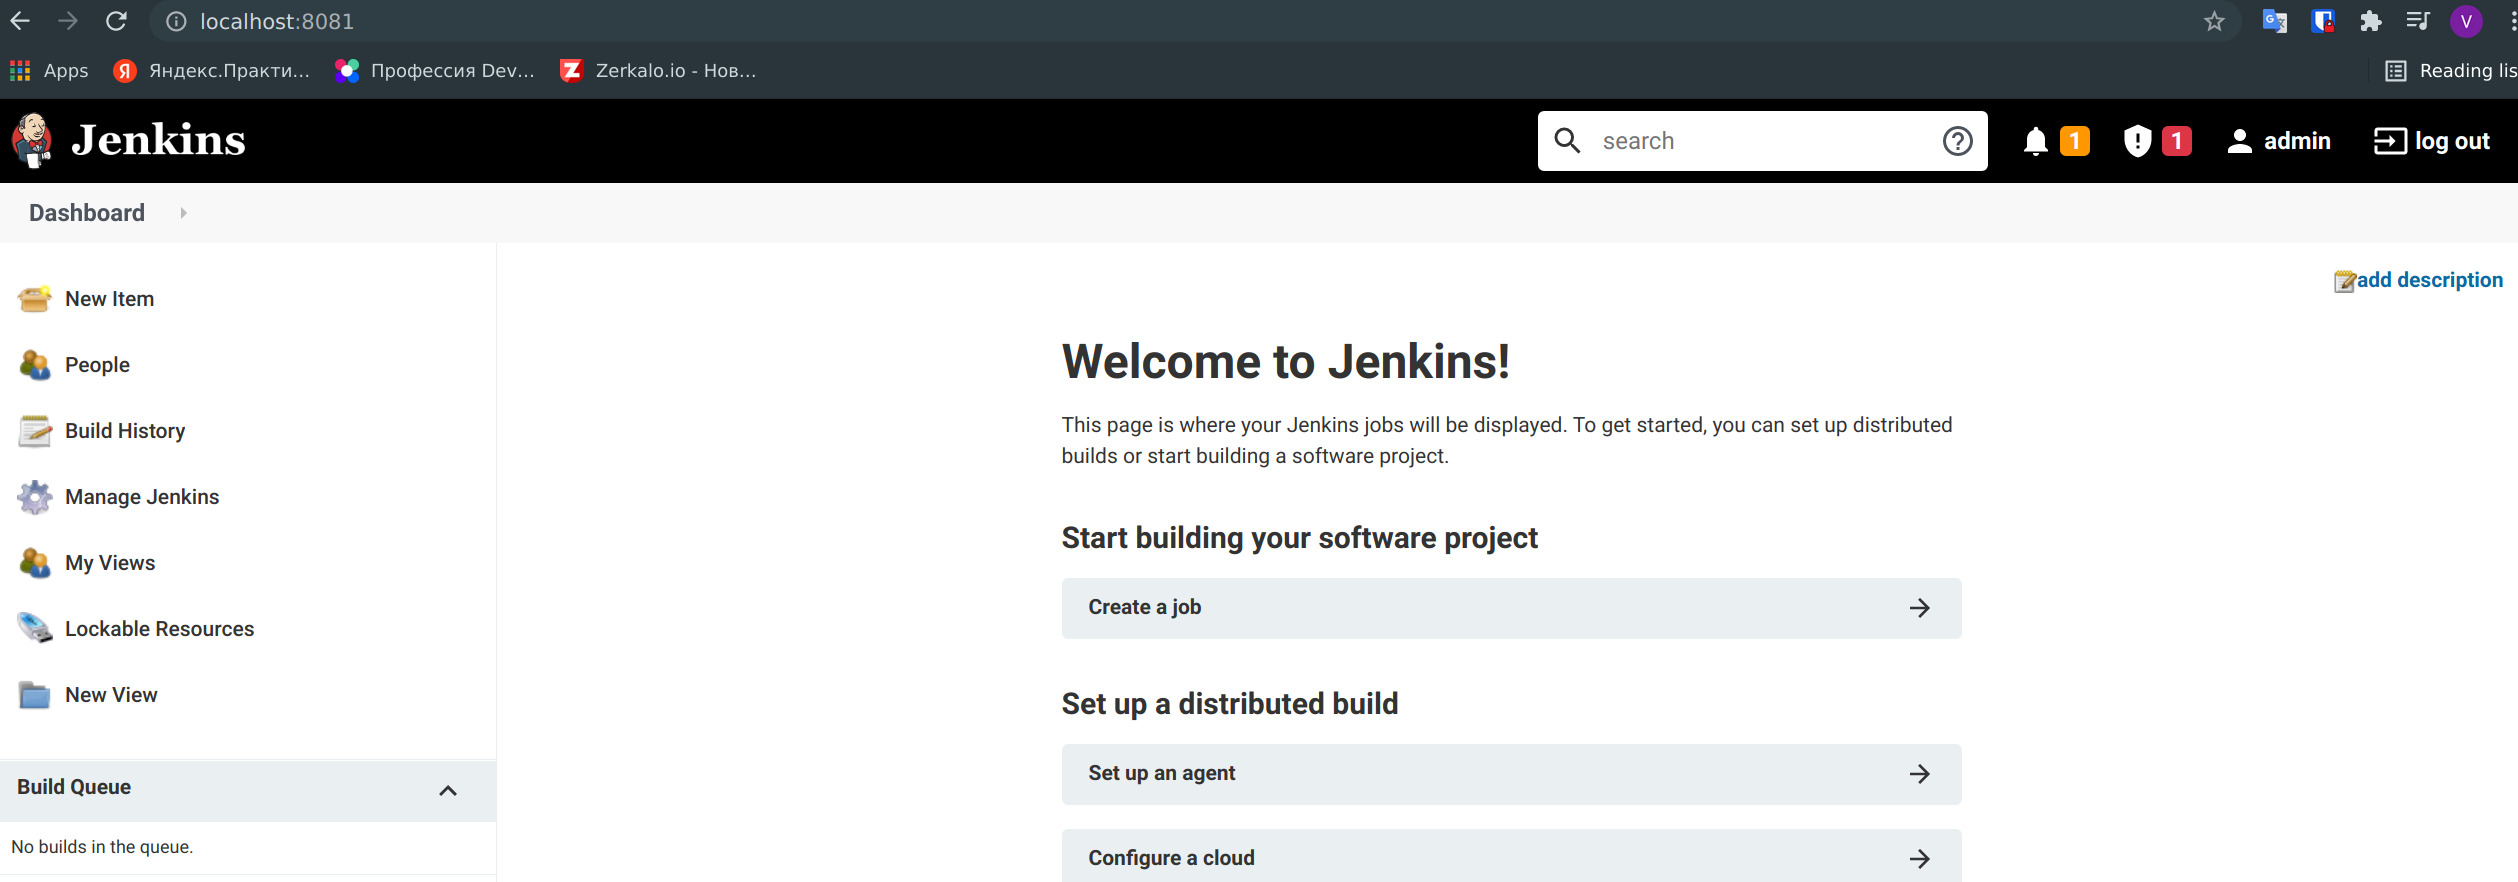 localhost:8081
Apps
Яндекс.Практи...
Профессия Dev...
Zerkalo.io - Нов...
Reading lis
Jenkins
search
1
1
admin
log out
Dashboard
New Item
People
Build History
Manage Jenkins
My Views
Lockable Resources
New View
Build Queue
No builds in the queue.
add description
Welcome to Jenkins!
This page is where your Jenkins jobs will be displayed. To get started, you can set up distributed
builds or start building a software project.
Start building your software project
Create a job
Set up a distributed build
Set up an agent
Configure a cloud